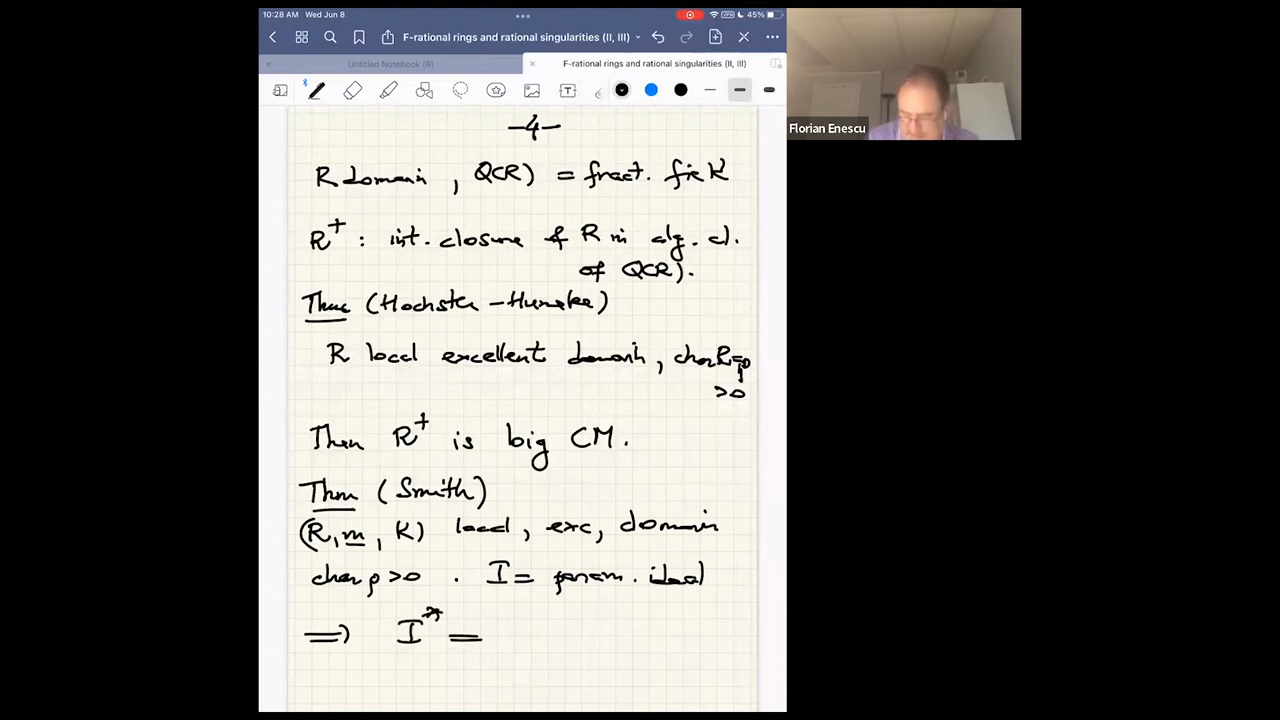 10:28 AM Wed Jun 8
45%
F-rational rings and rational singularities (II, III)
Untitled Notebook (6)
F-rational rings and rational singularities (II, III)
Florian Enescu
-4-
R domain, Q(R) = fract. field
R⁺ : int. closure of R in alg. cl.
of Q(R).
Thm (Hochster-Huneke)
R local excellent domain, char R = p
>0
Then R⁺ is big CM.
Thm (Smith)
(R, m, K) local, exc, domain
char p > 0 . I = param. ideal
⟹ I* =